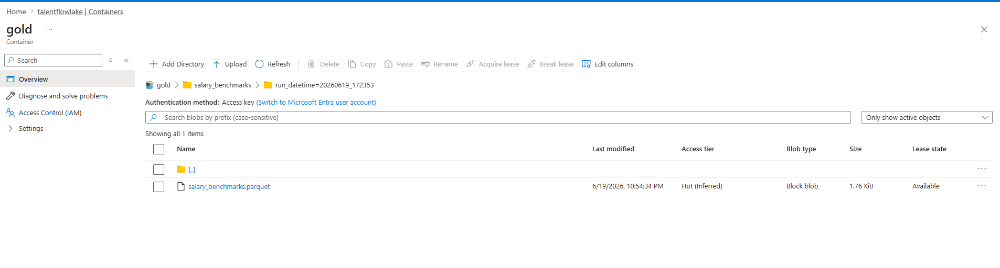 Home > talentflowlake | Containers
gold ...
Container
Search
Overview
Diagnose and solve problems
Access Control (IAM)
Settings
Add Directory Upload Refresh Delete Copy Paste Rename Acquire lease Break lease Edit columns
gold > salary_benchmarks > run_datetime=20260619_172353
Authentication method: Access key (Switch to Microsoft Entra user account)
Search blobs by prefix (case-sensitive) Only show active objects
Showing all 1 items
Name Last modified Access tier Blob type Size Lease state
[..] ...
salary_benchmarks.parquet 6/19/2026, 10:54:34 PM Hot (Inferred) Block blob 1.76 KiB Available ...